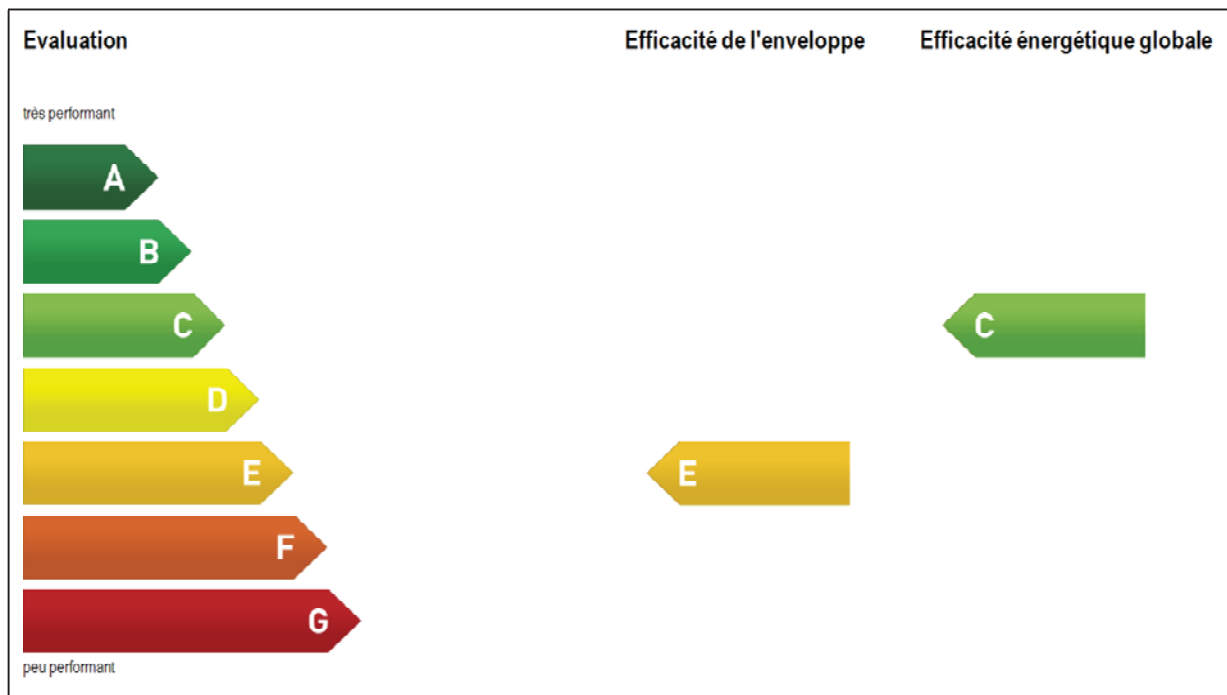 Evaluation Efficacité de l'enveloppe Efficacité énergétique globale
très performant
A
B
C C
D
E E
F
G
peu performant